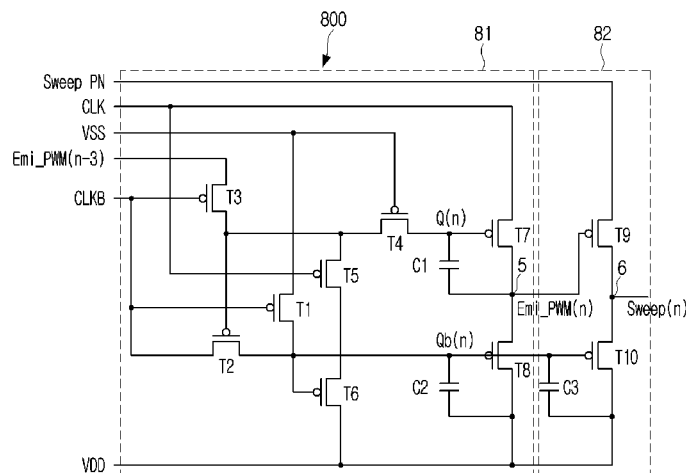 800
81
82
Sweep PN
CLK
VSS
Emi_PWM(n-3)
CLKB
T3
T4
Q(n)
T7
T9
C1
5
6
T5
Emi_PWM(n)
Sweep(n)
T1
Qb(n)
T2
T8
T10
C2
C3
T6
VDD